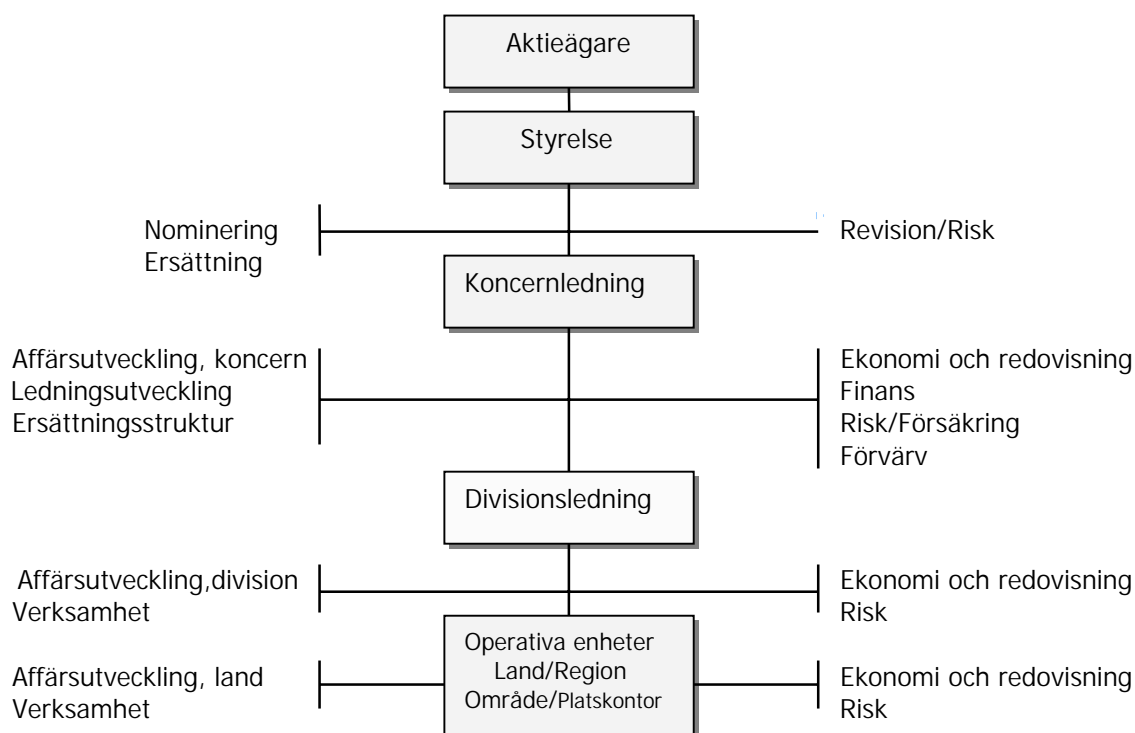 Aktieägare
Styrelse
Nominering
Ersättning
Revision/Risk
Koncernledning
Affärsutveckling, koncern
Ledningsutveckling
Ersättningsstruktur
Ekonomi och redovisning
Finans
Risk/Försäkring
Förvärv
Divisionsledning
Affärsutveckling,division
Verksamhet
Ekonomi och redovisning
Risk
Operativa enheter
Land/Region
Område/Platskontor
Affärsutveckling, land
Verksamhet
Ekonomi och redovisning
Risk